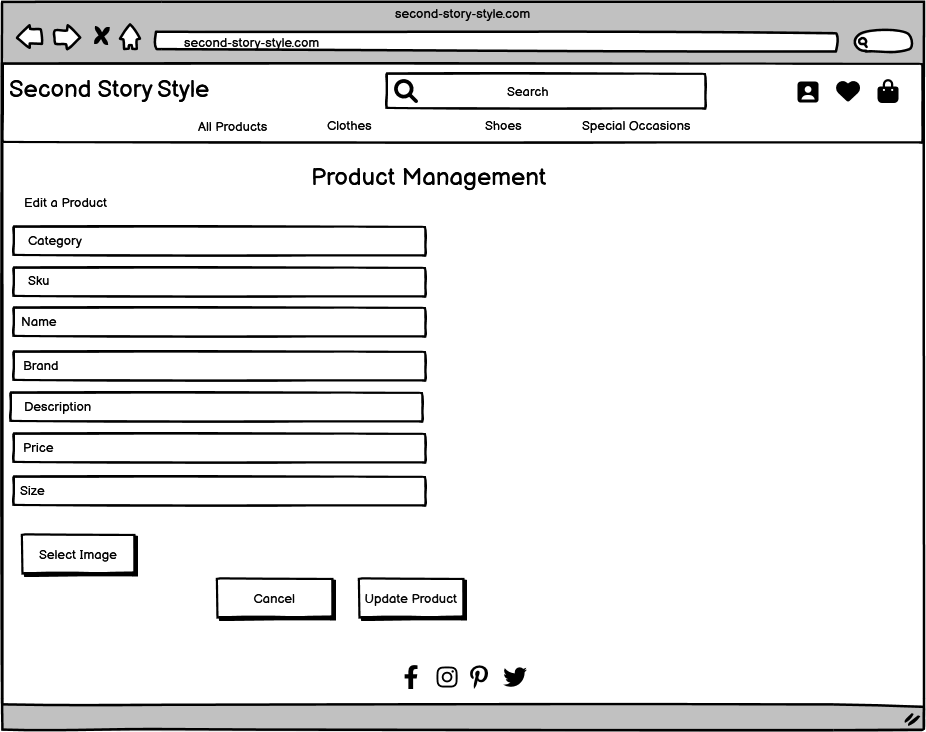 second-story-style.com
second-story-style.com
Second Story Style
Search
All Products
Clothes
Shoes
Special Occasions
Product Management
Edit a Product
Category
Sku
Name
Brand
Description
Price
Size
Select Image
Cancel
Update Product